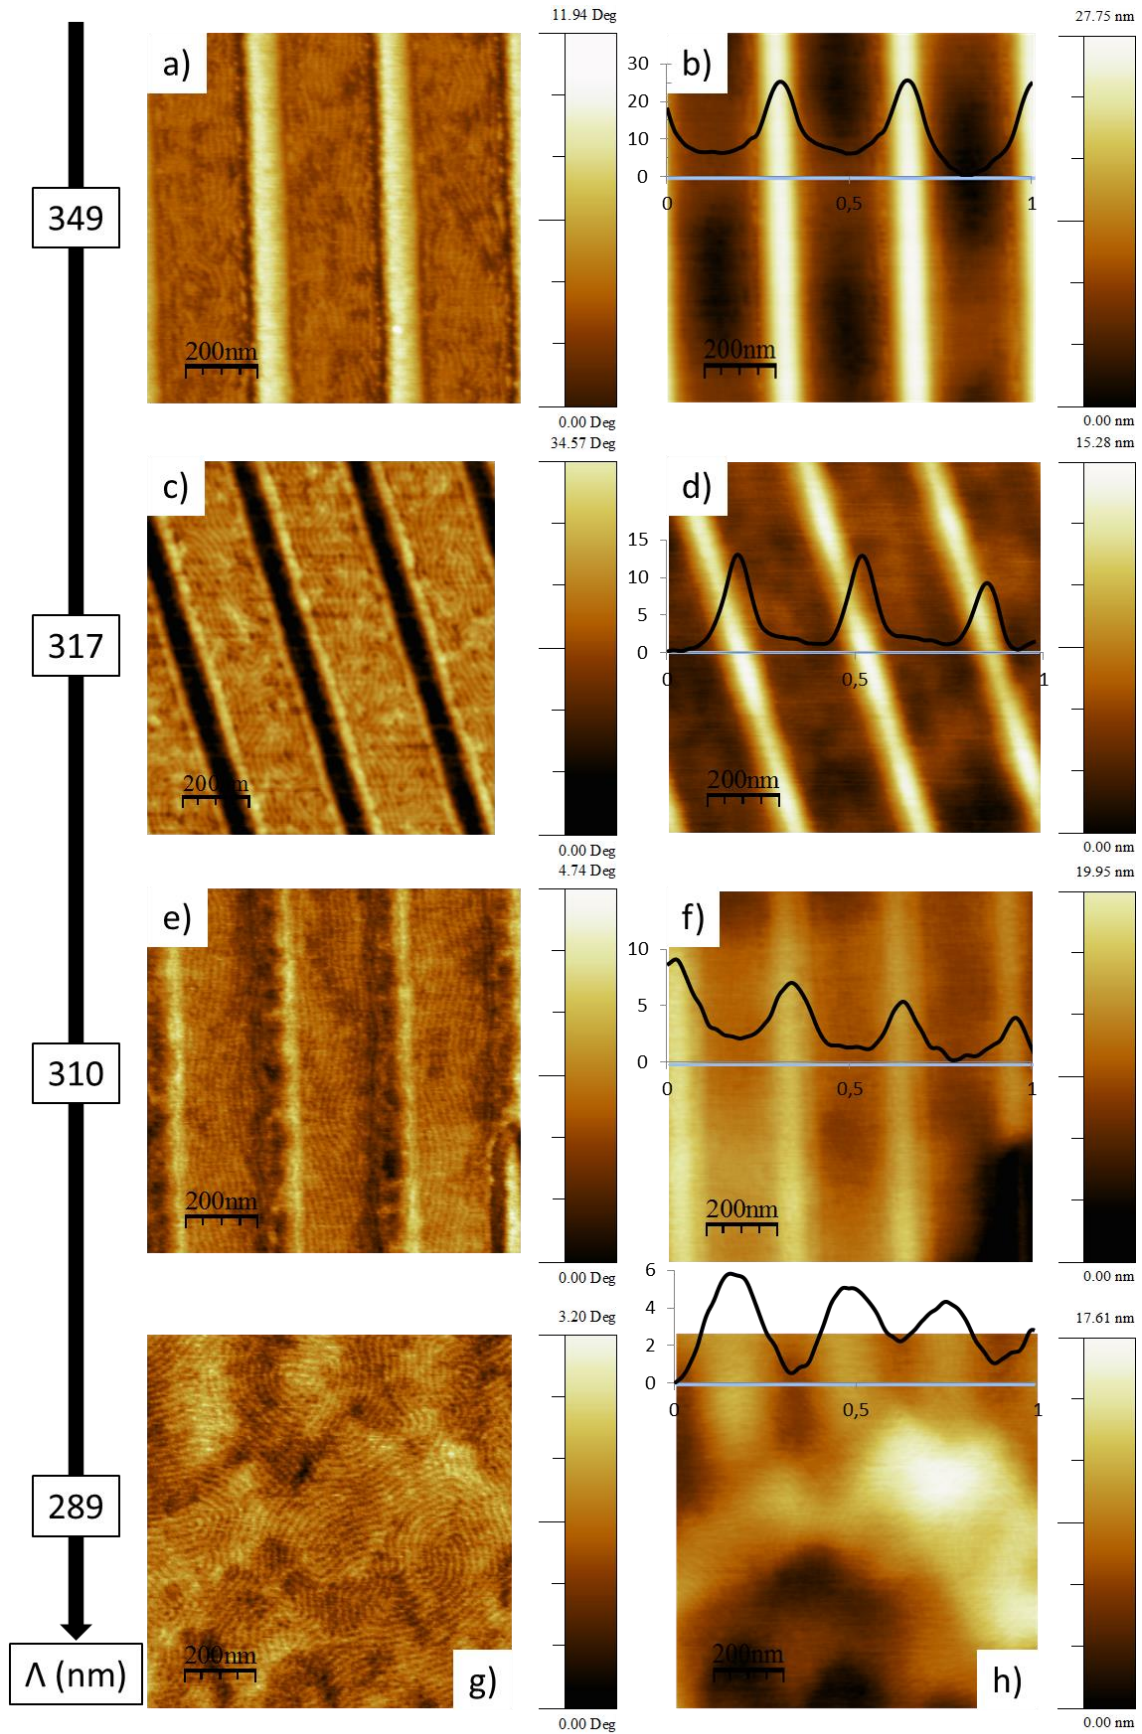 11.94 Deg
27.75 nm
a)
b)
30
20
10
0
0
0,5
1
349
200nm
200nm
0.00 Deg
0.00 nm
34.57 Deg
15.28 nm
c)
d)
15
10
5
0
0
0,5
1
317
200nm
200nm
0.00 Deg
0.00 nm
4.74 Deg
19.95 nm
e)
f)
10
5
0
0
0,5
1
310
200nm
200nm
0.00 Deg
0.00 nm
3.20 Deg
17.61 nm
6
4
2
0
0
0,5
1
289
200nm
200nm
Λ (nm)
g)
h)
0.00 Deg
0.00 nm